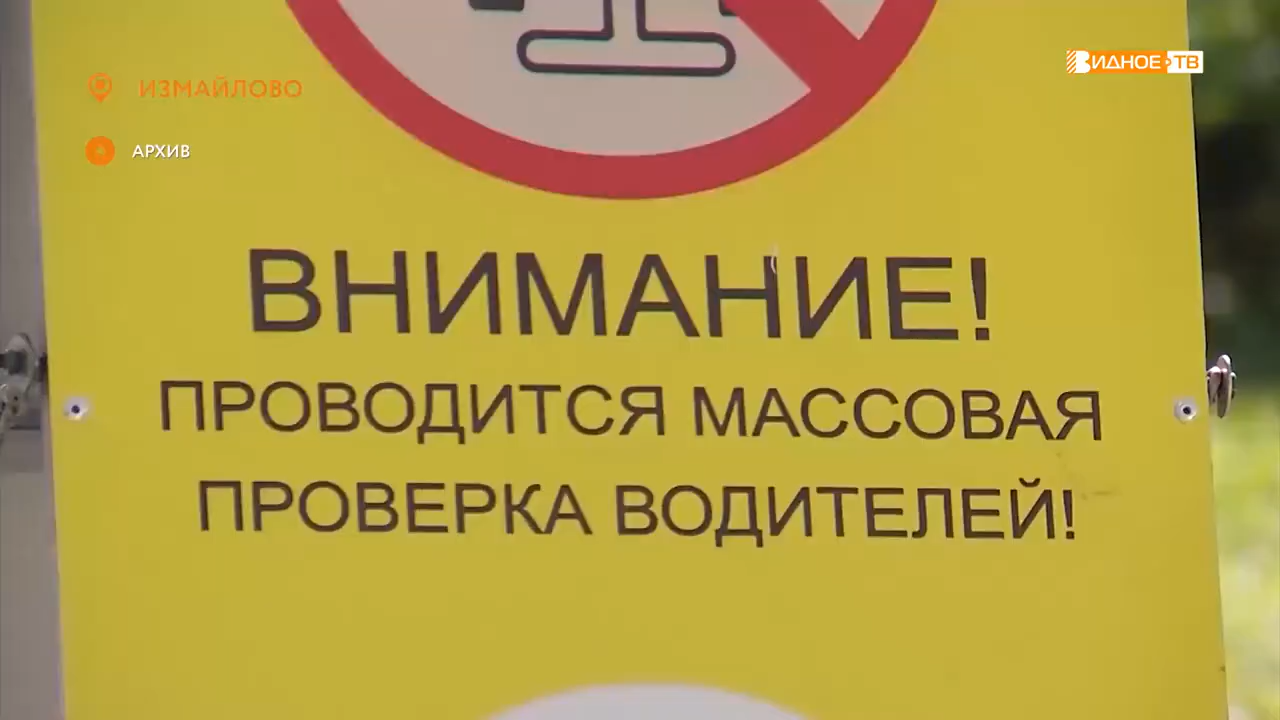 ИЗМАЙЛОВО
ВИДНОЕ ТВ
АРХИВ
ВНИМАНИЕ!
ПРОВОДИТСЯ МАССОВАЯ
ПРОВЕРКА ВОДИТЕЛЕЙ!